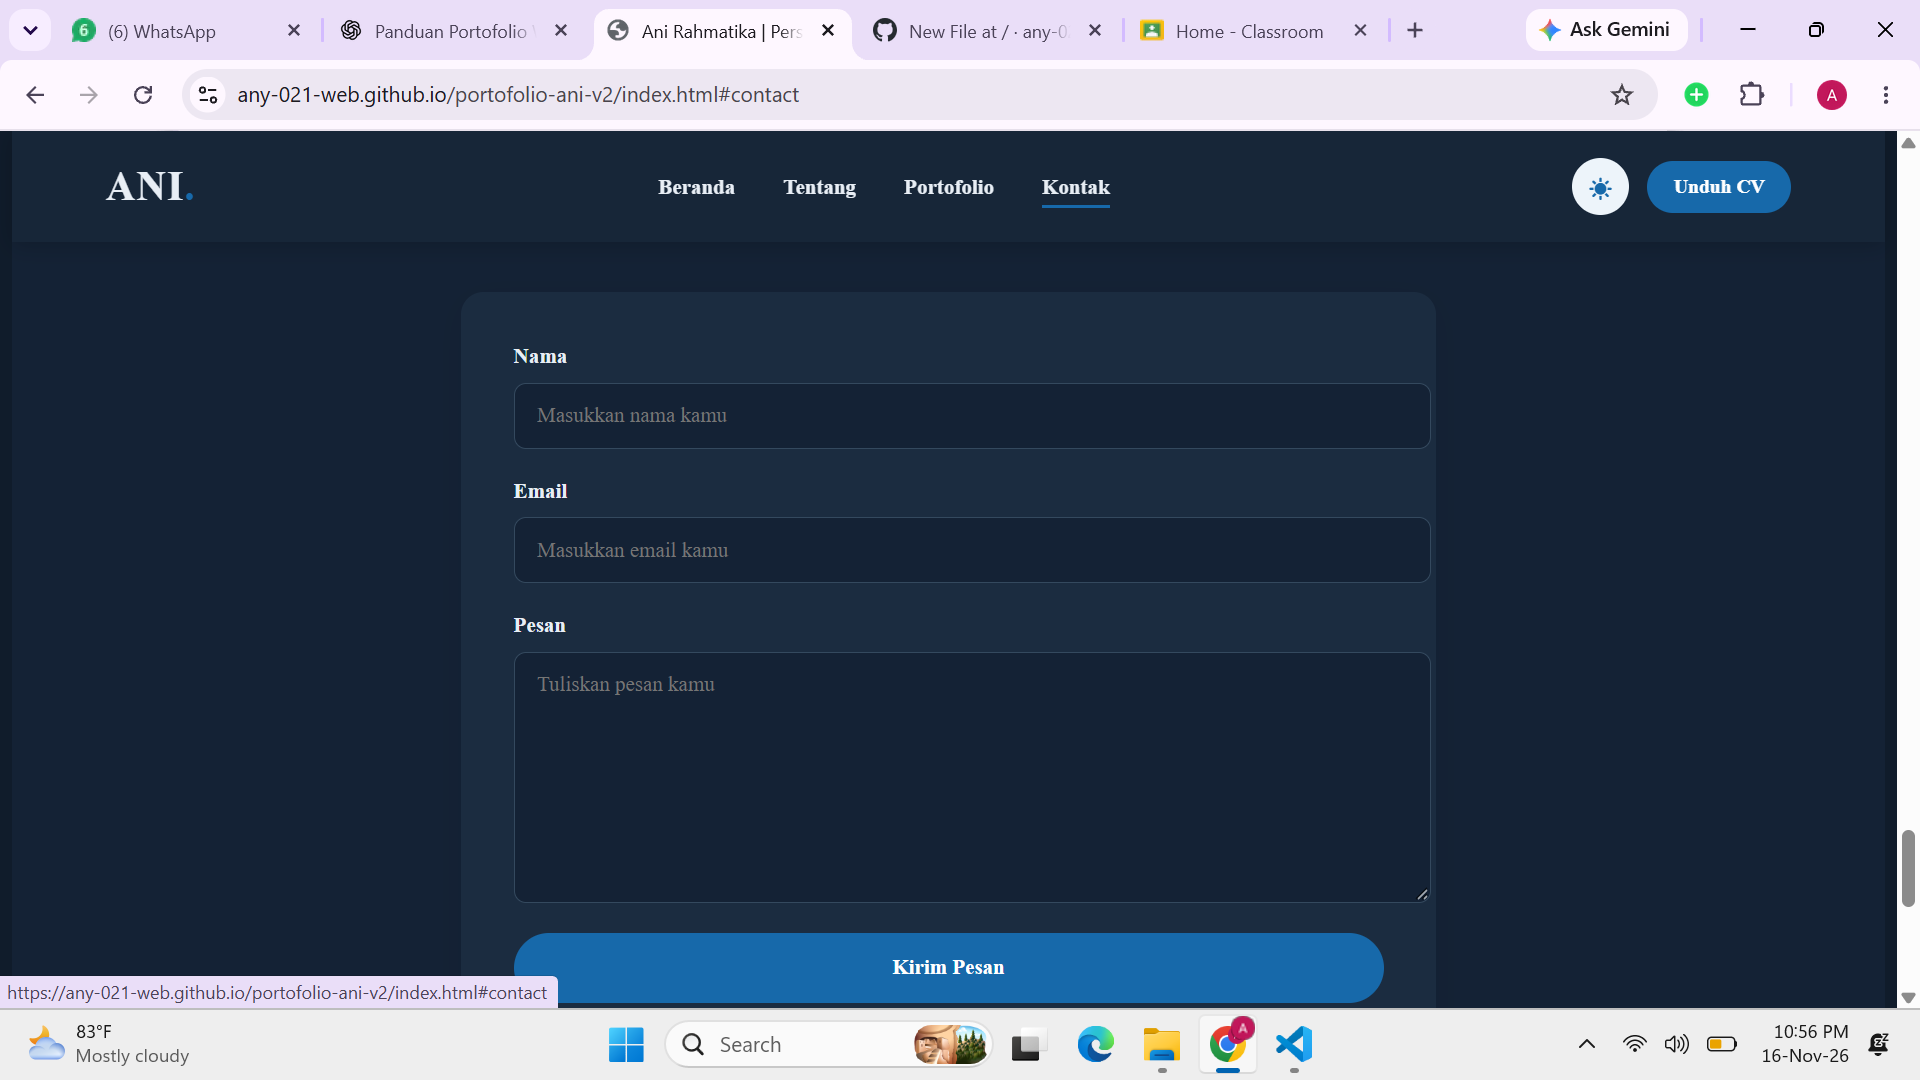 6
(6) WhatsApp
Panduan Portofolio
Ani Rahmatika | Pers
New File at / · any-0
Home - Classroom
Ask Gemini
any-021-web.github.io/portofolio-ani-v2/index.html#contact
A
ANI.
Beranda
Tentang
Portofolio
Kontak
Unduh CV
Nama
Masukkan nama kamu
Email
Masukkan email kamu
Pesan
Tuliskan pesan kamu
Kirim Pesan
https://any-021-web.github.io/portofolio-ani-v2/index.html#contact
83°F
Mostly cloudy
Search
A
10:56 PM
16-Nov-26